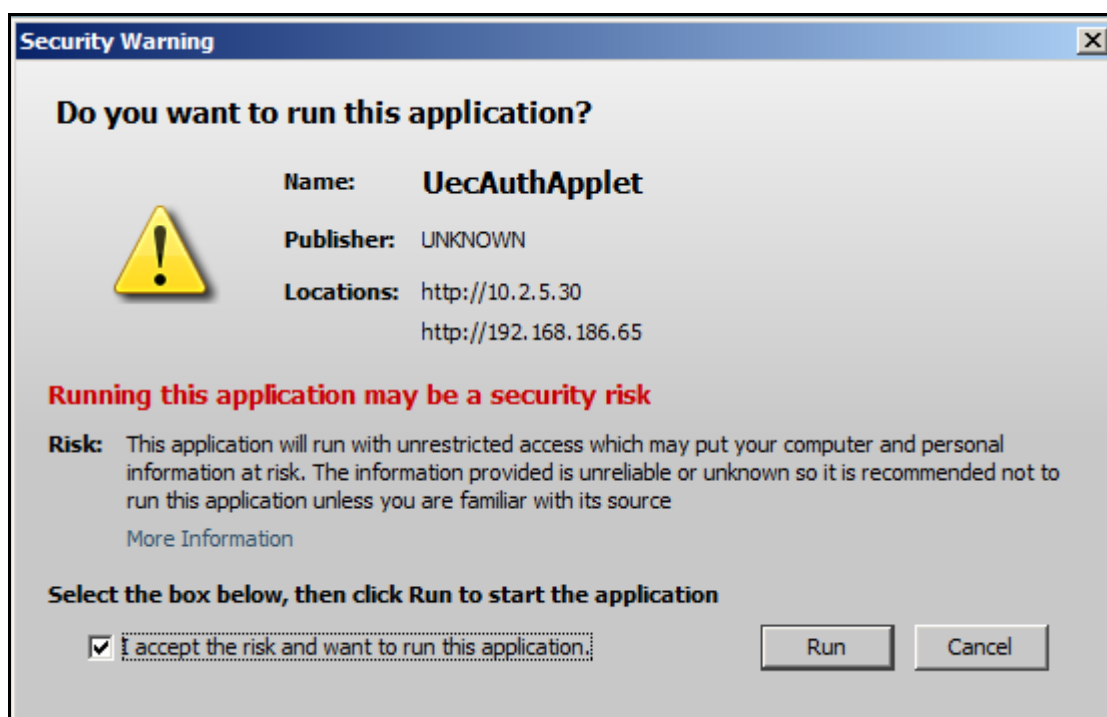 Security Warning
Do you want to run this application?
Name: UecAuthApplet
Publisher: UNKNOWN
Locations: http://10.2.5.30
http://192.168.186.65
Running this application may be a security risk
Risk: This application will run with unrestricted access which may put your computer and personal
information at risk. The information provided is unreliable or unknown so it is recommended not to
run this application unless you are familiar with its source
More Information
Select the box below, then click Run to start the application
I accept the risk and want to run this application.
Run Cancel